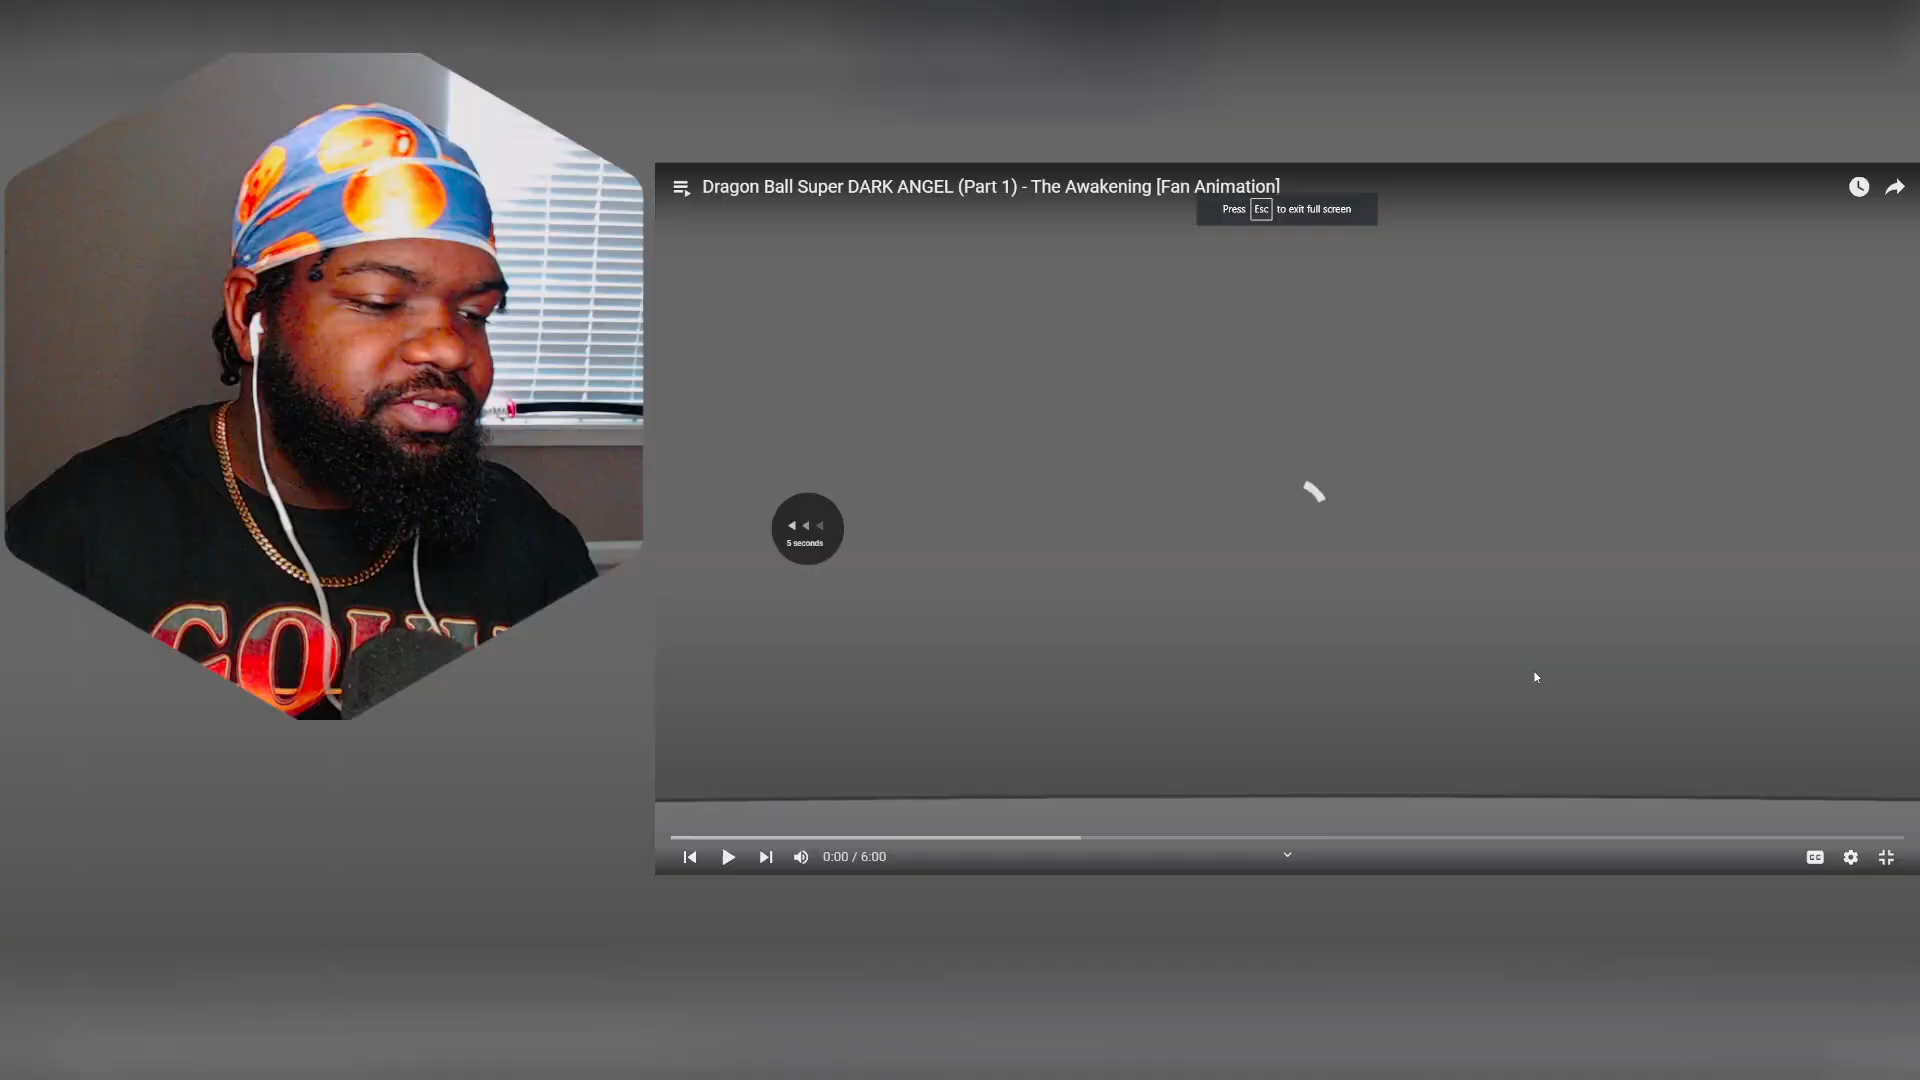 Dragon Ball Super DARK ANGEL (Part 1) - The Awakening [Fan Animation]
Press Esc to exit full screen
5 seconds
0:00 / 6:00
CC